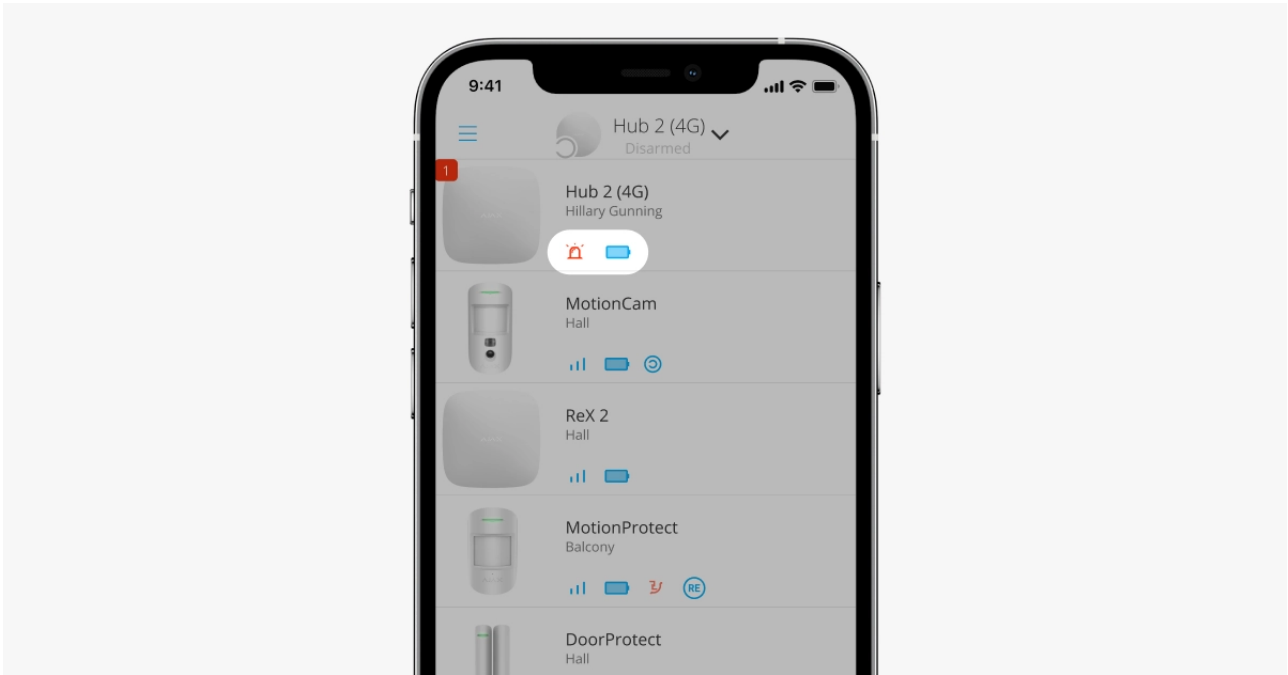 9:41
Hub 2 (4G)
Disarmed
1
Hub 2 (4G)
Hillary Gunning
MotionCam
Hall
ReX 2
Hall
MotionProtect
Balcony
RE
DoorProtect
Hall